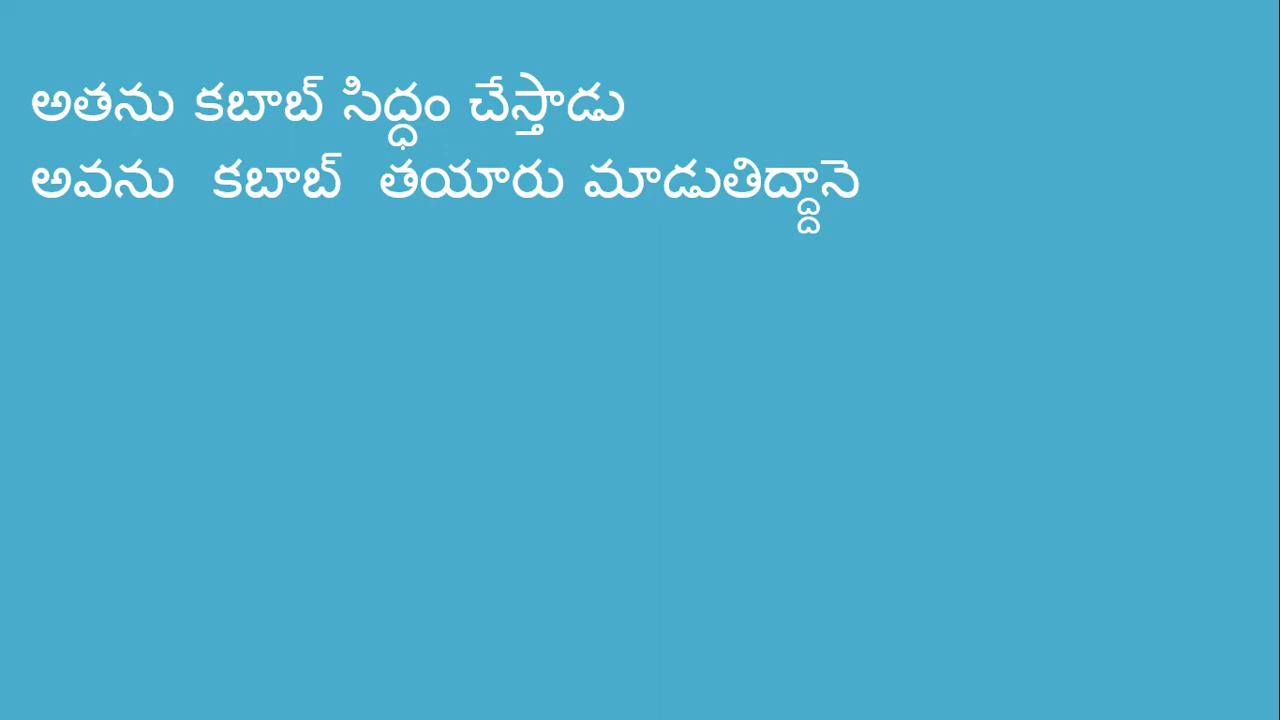 అతను కబాబ్ సిద్ధం చేస్తాడు
అవను కబాబ్ తయారు మాడుతిద్ద్దానె